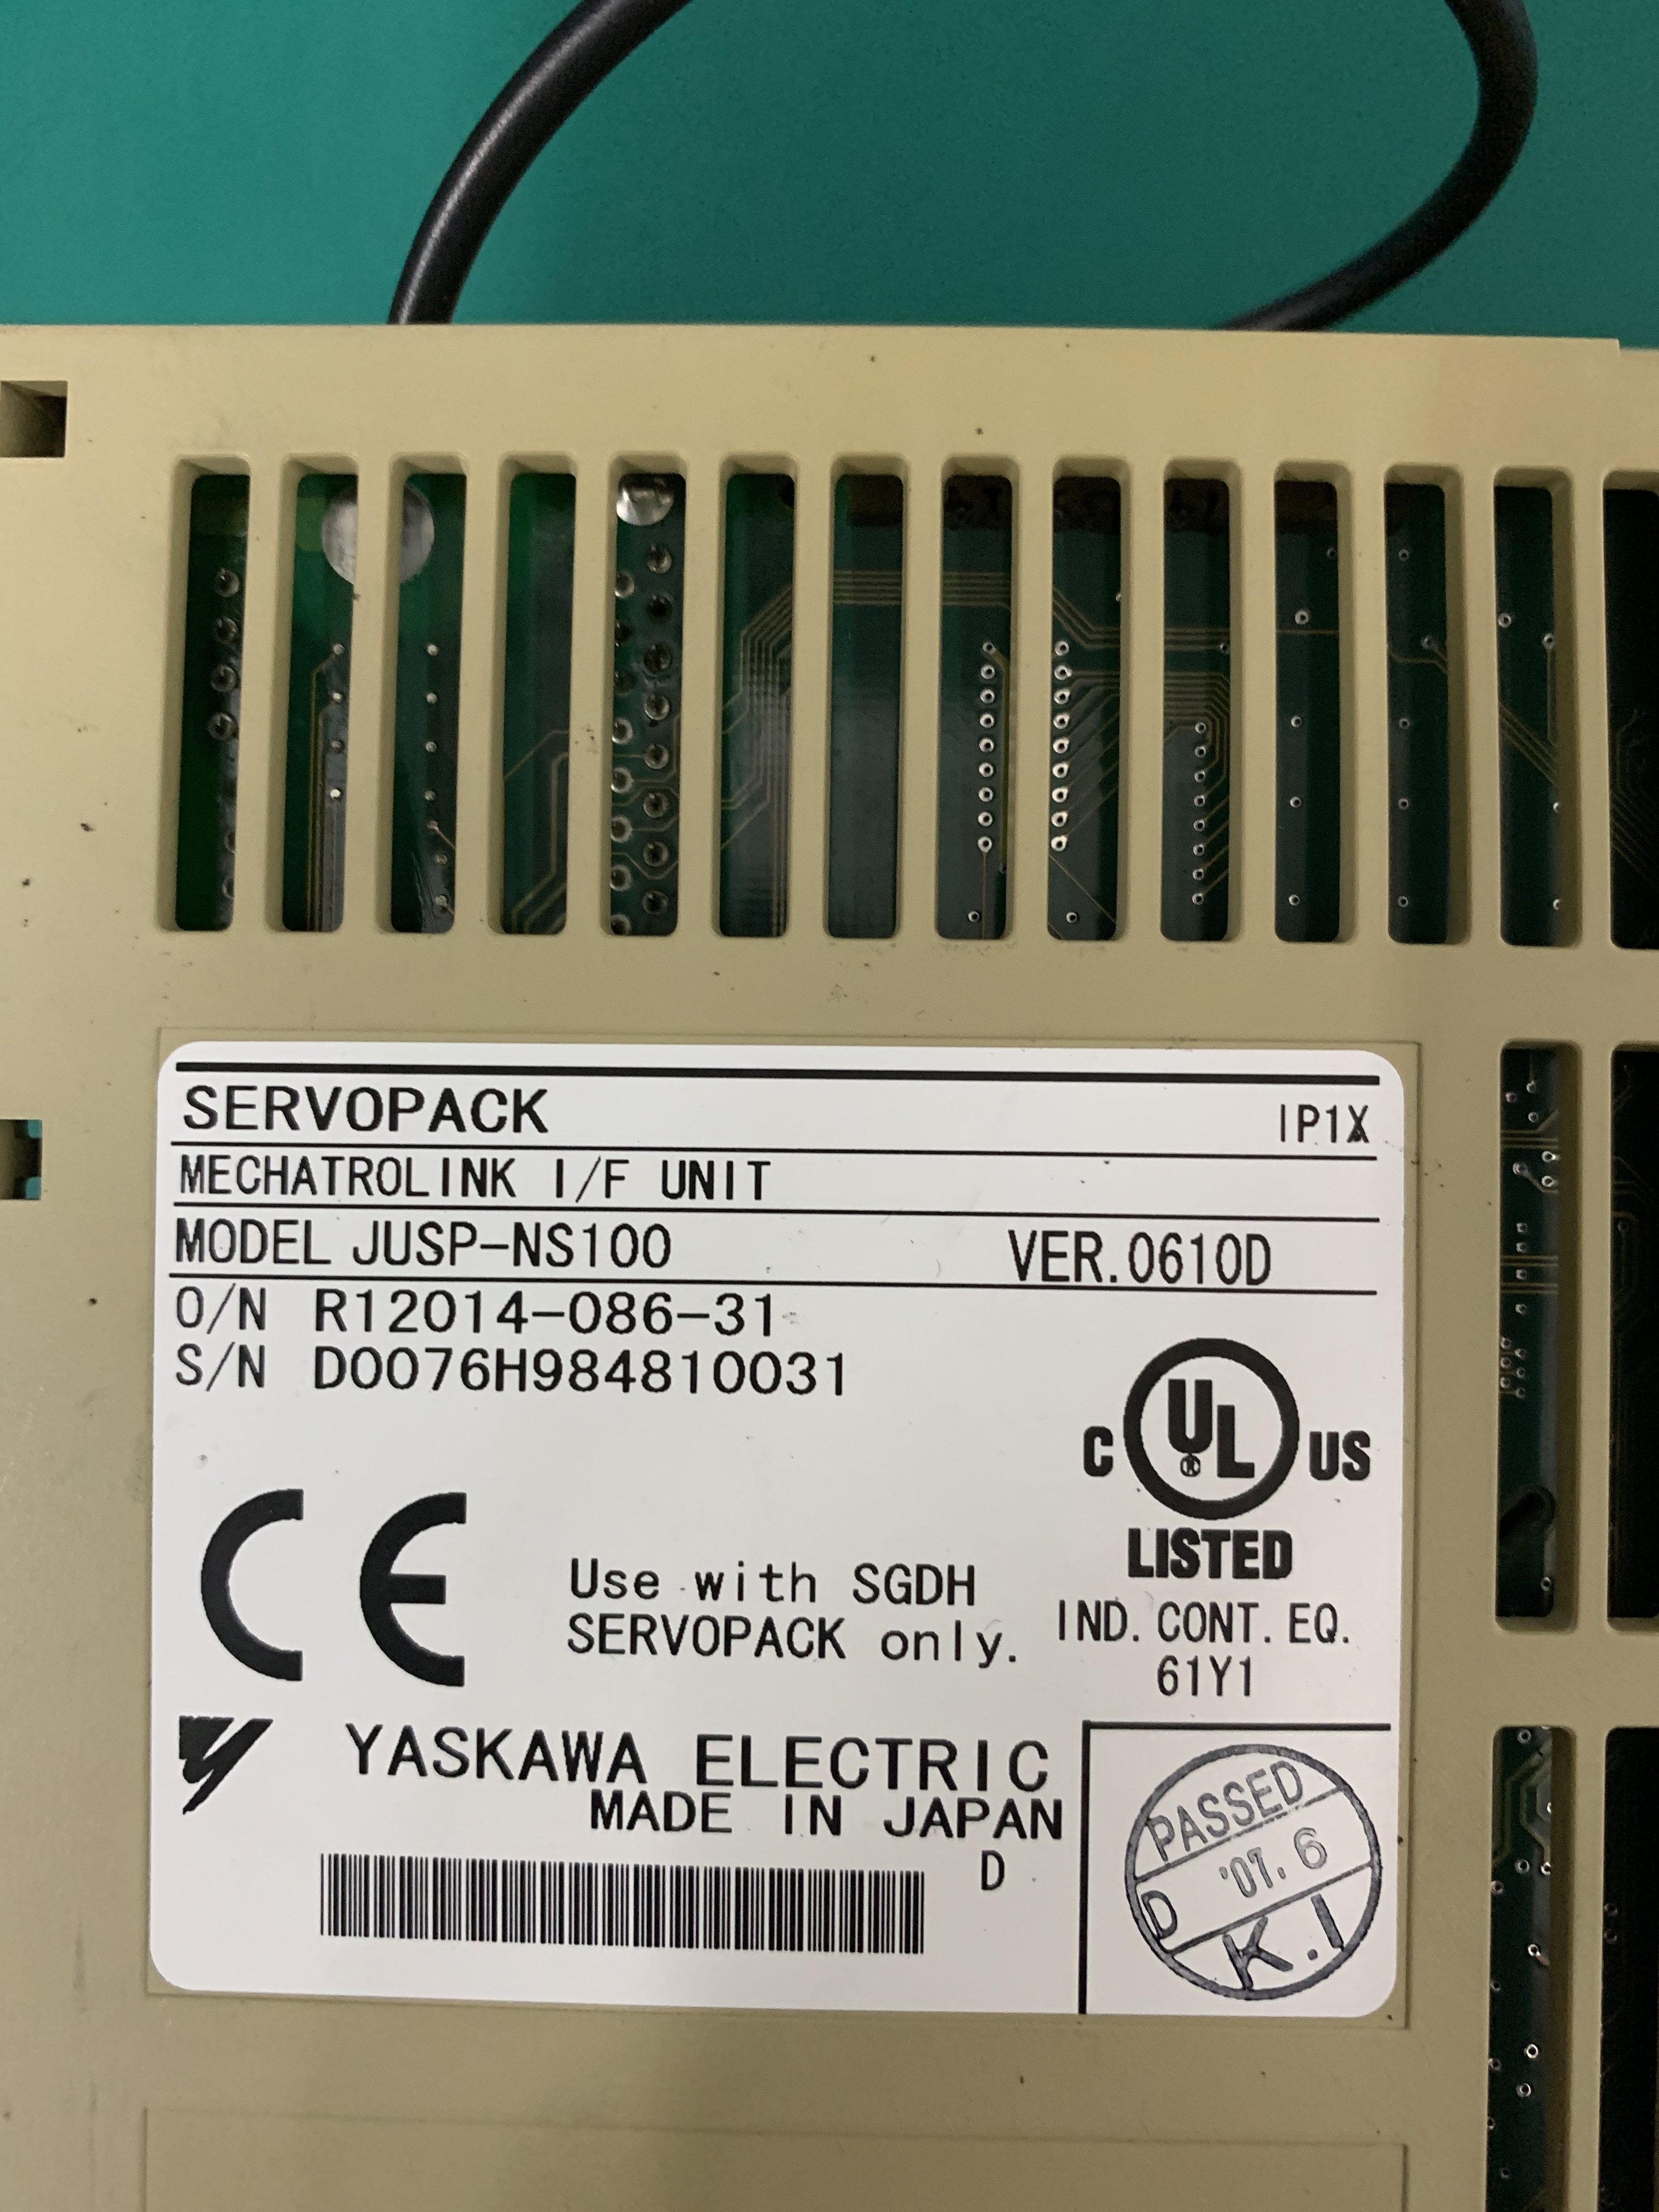 SERVOPACK IP1X
MECHATROLINK I/F UNIT
MODEL JUSP-NS100 VER.0610D
O/N R12014-086-31
S/N D0076H984810031
C UL® US
LISTED
IND. CONT. EQ.
61Y1
CE
Use with SGDH
SERVOPACK only.
YASKAWA ELECTRIC
MADE IN JAPAN
D
PASSED
'07. 6
D K.I